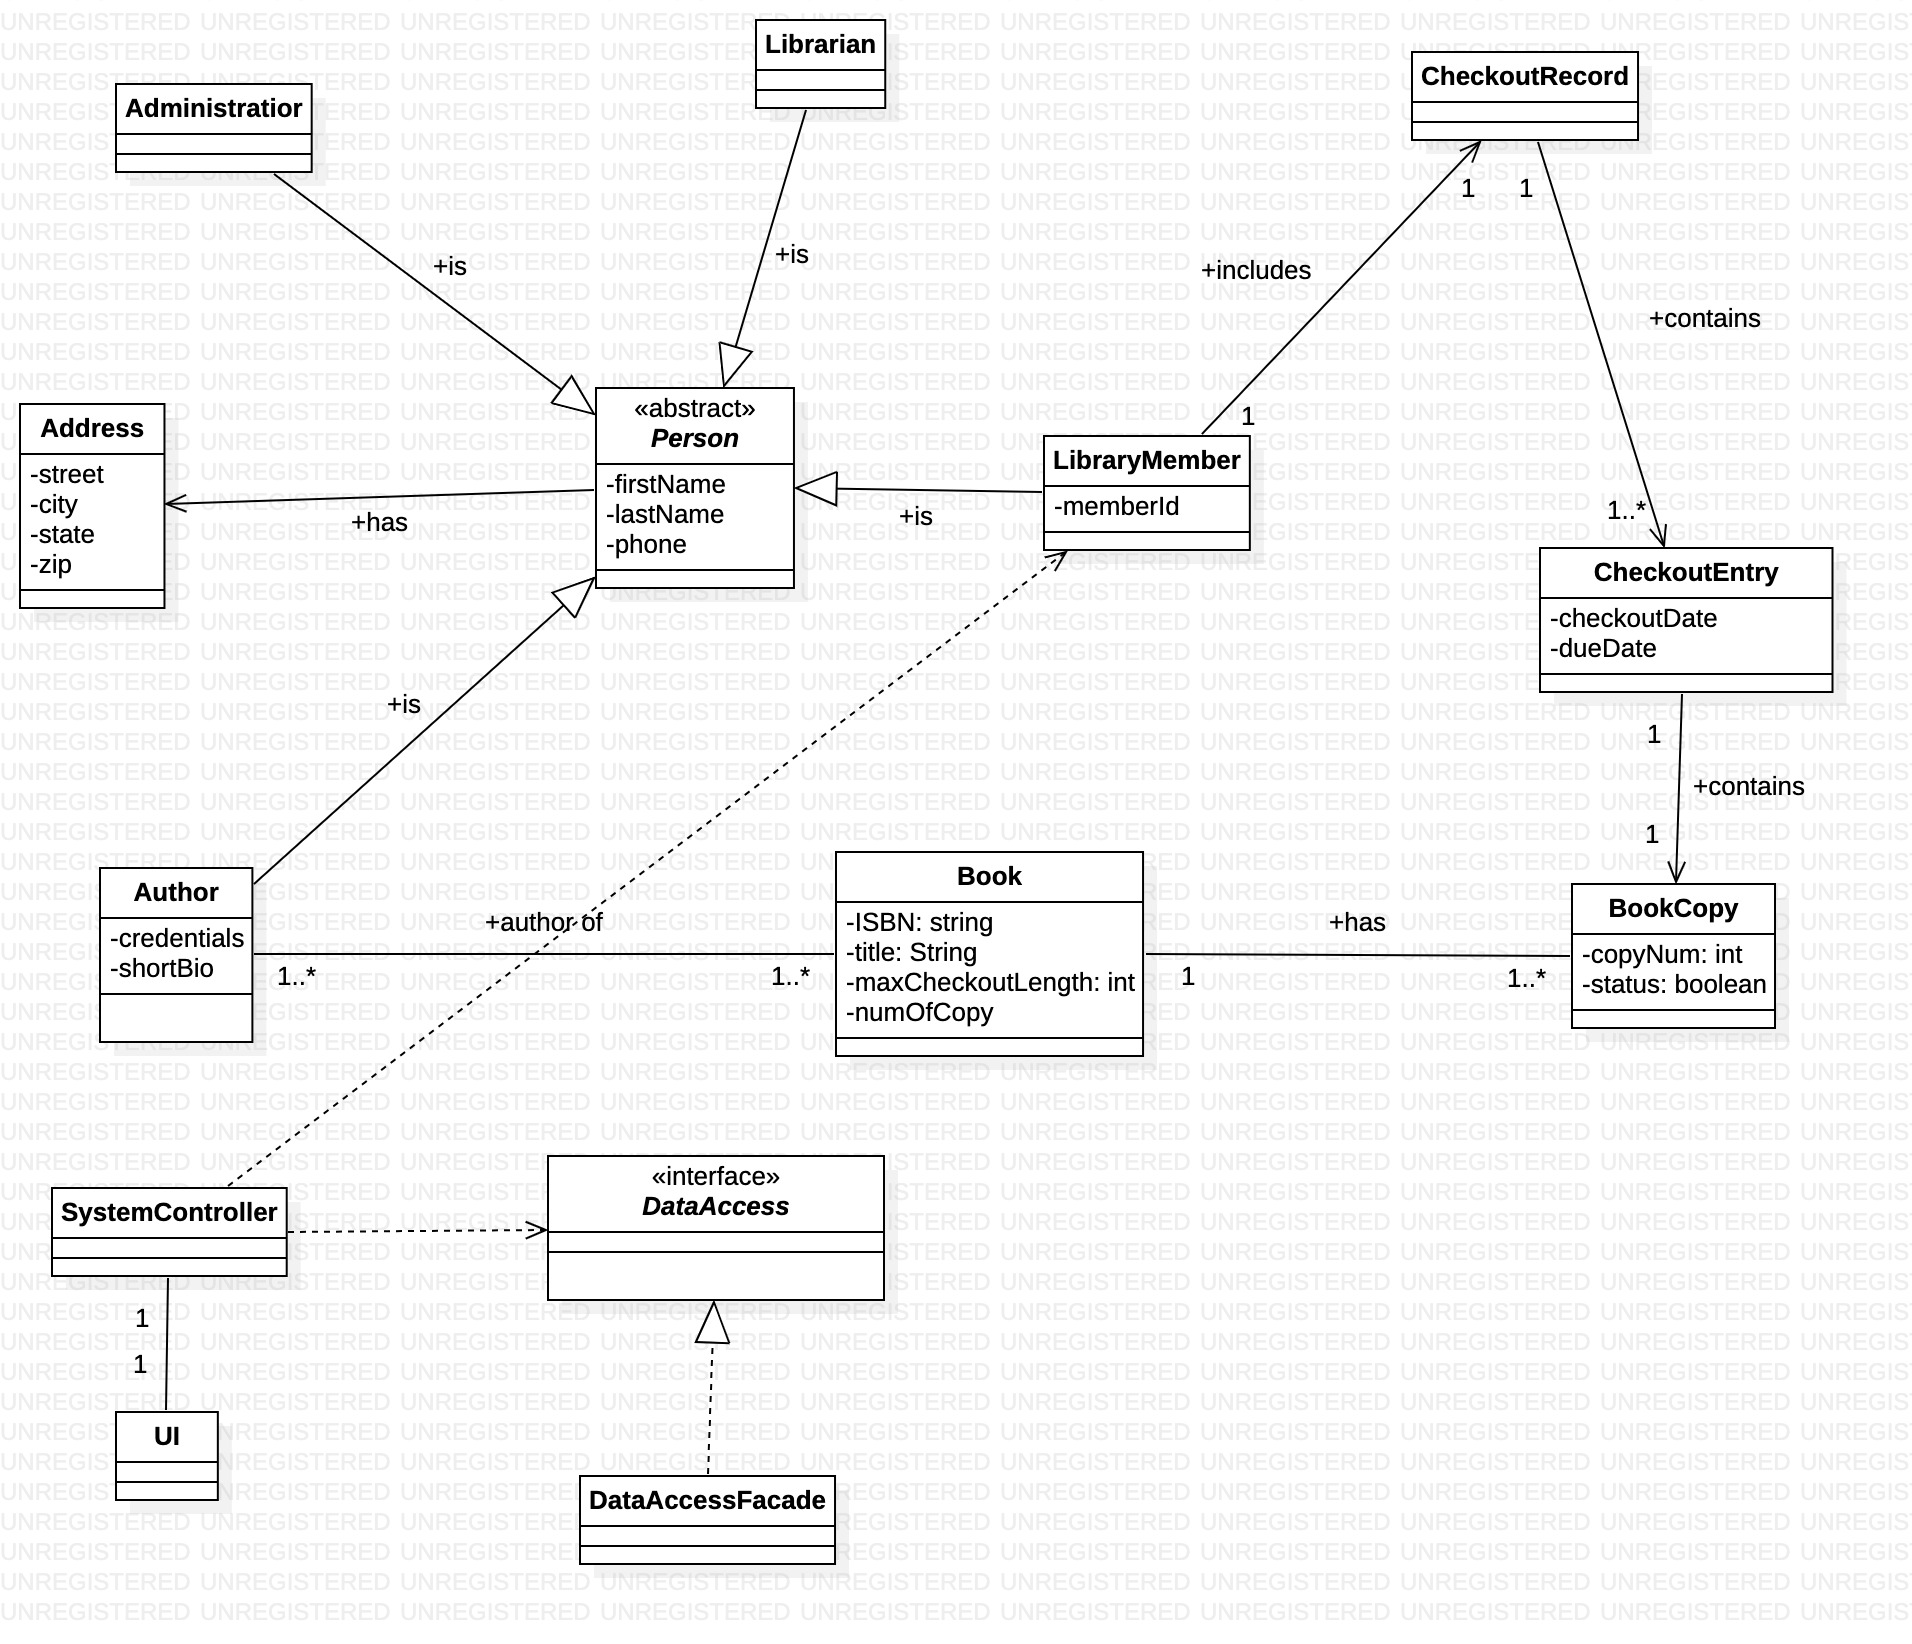 Librarian
CheckoutRecord
Administratior
1
1
+is
+is
+includes
+contains
«abstract»
Person
-firstName
-lastName
-phone
Address
-street
-city
-state
-zip
+has
+is
1
LibraryMember
-memberId
1..*
CheckoutEntry
-checkoutDate
-dueDate
+is
1
+contains
1
Author
-credentials
-shortBio
+author of
1..*
1..*
Book
-ISBN: string
-title: String
-maxCheckoutLength: int
-numOfCopy
+has
1
1..*
BookCopy
-copyNum: int
-status: boolean
SystemController
«interface»
DataAccess
1
1
UI
DataAccessFacade
UNREGISTERED